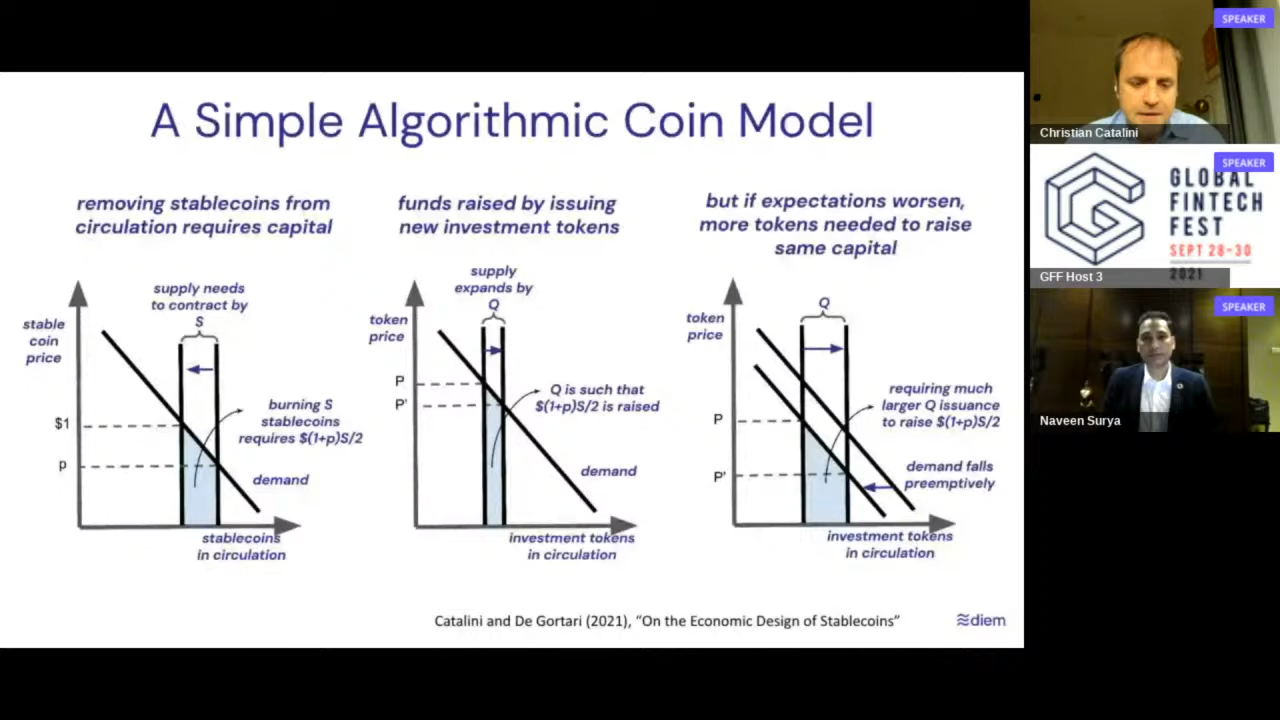 A Simple Algorithmic Coin Model
removing stablecoins from
circulation requires capital
supply needs
to contract by
S
stable
coin
price
$1
p
burning S
stablecoins
requires $(1+p)S/2
demand
stablecoins
in circulation
funds raised by issuing
new investment tokens
supply
expands by
Q
token
price
P
P'
Q is such that
$(1+p)S/2 is raised
demand
investment tokens
in circulation
but if expectations worsen,
more tokens needed to raise
same capital
Q
token
price
P
P'
requiring much
larger Q issuance
to raise $(1+p)S/2
demand falls
preemptively
investment tokens
in circulation
Catalini and De Gortari (2021), “On the Economic Design of Stablecoins”
diem
SPEAKER
Christian Catalini
SPEAKER
GLOBAL
FINTECH
FEST
SEPT 28-30
2021
GFF Host 3
SPEAKER
Naveen Surya